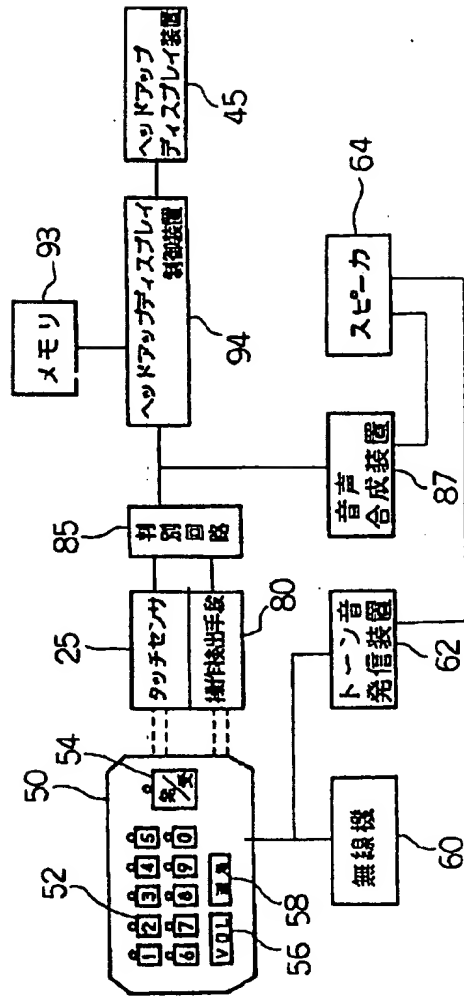 メモリ
93
ヘッドアップディスプレイ
制御装置
94
ヘッドアップ
ディスプレイ装置
45
判別回路
85
タッチセンサ
25
操作検出手段
80
50
52
54
発/受
1 2 3 4 5
6 7 8 9 0
VOL
56
58
無線機
60
トーン音
発信装置
62
音声
合成装置
87
スピーカ
64